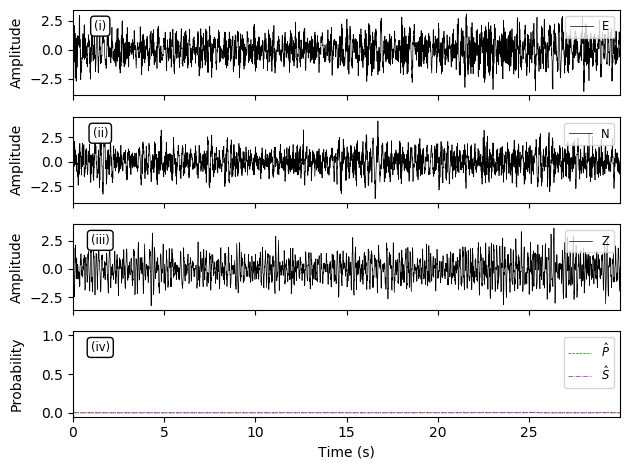 Amplitude
2.5
0.0
−2.5
(i)
E
Amplitude
2.5
0.0
−2.5
(ii)
N
Amplitude
2.5
0.0
−2.5
(iii)
Z
Probability
1.0
0.5
0.0
(iv)
P̂
Ŝ
0 5 10 15 20 25
Time (s)